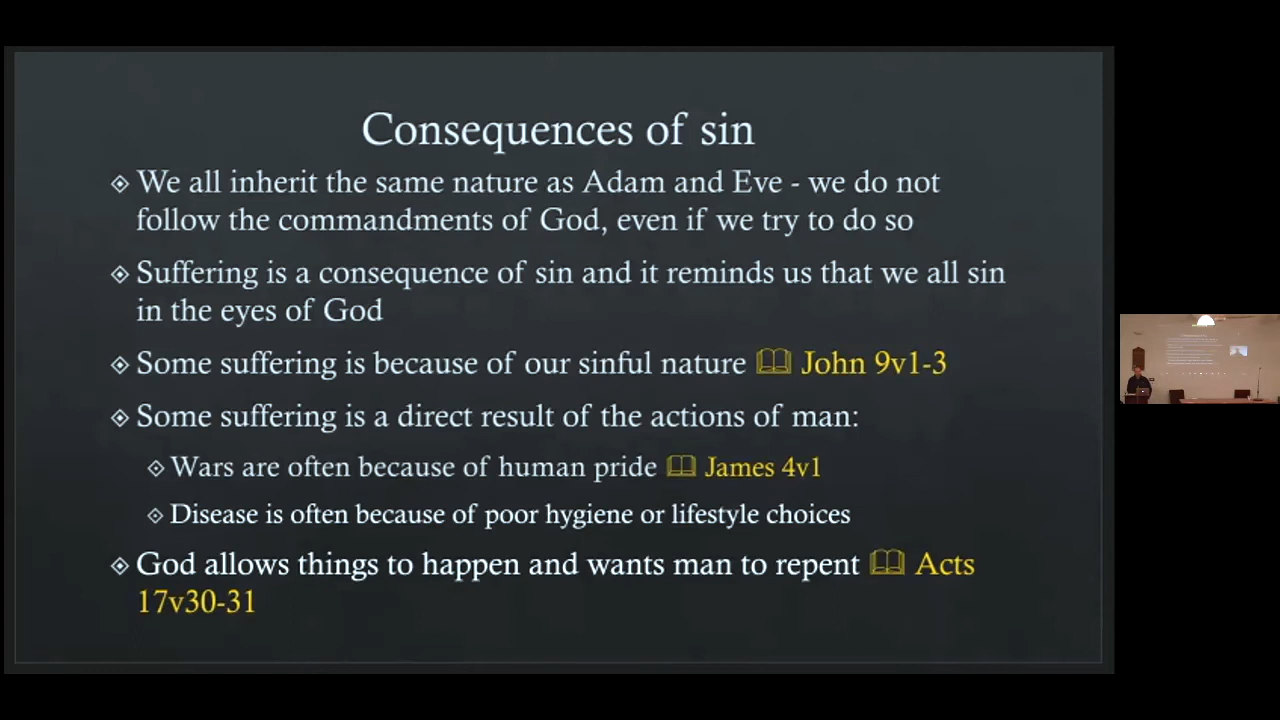 Consequences of sin
We all inherit the same nature as Adam and Eve - we do not
follow the commandments of God, even if we try to do so
Suffering is a consequence of sin and it reminds us that we all sin
in the eyes of God
Some suffering is because of our sinful nature John 9v1-3
Some suffering is a direct result of the actions of man:
Wars are often because of human pride James 4v1
Disease is often because of poor hygiene or lifestyle choices
God allows things to happen and wants man to repent Acts
17v30-31